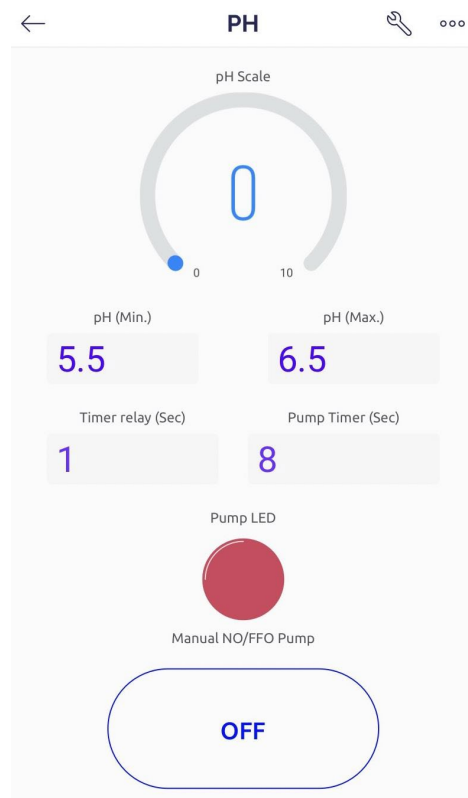 PH
pH Scale
0
0 10
pH (Min.) pH (Max.)
5.5 6.5
Timer relay (Sec) Pump Timer (Sec)
1 8
Pump LED
Manual NO/FFO Pump
OFF